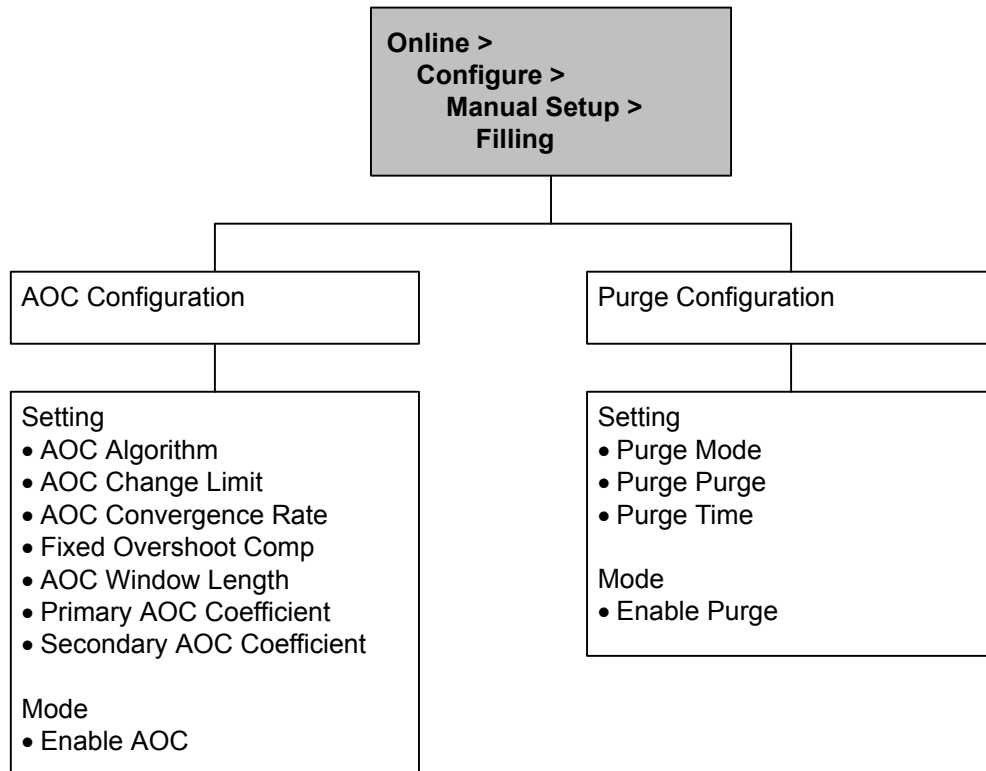 Online >
Configure >
Manual Setup >
Filling
AOC Configuration
Purge Configuration
Setting
• AOC Algorithm
• AOC Change Limit
• AOC Convergence Rate
• Fixed Overshoot Comp
• AOC Window Length
• Primary AOC Coefficient
• Secondary AOC Coefficient
Mode
• Enable AOC
Setting
• Purge Mode
• Purge Purge
• Purge Time
Mode
• Enable Purge